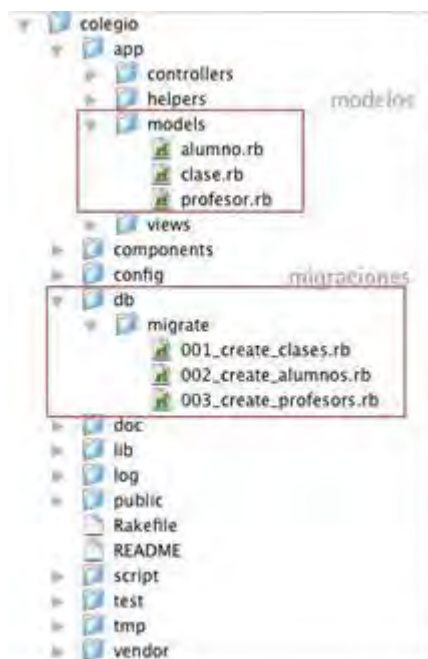 colegio
app
controllers
helpers
modelos
models
alumno.rb
clase.rb
profesor.rb
views
components
config
migraciones
db
migrate
001_create_clases.rb
002_create_alumnos.rb
003_create_profesors.rb
doc
lib
log
public
Rakefile
README
script
test
tmp
vendor